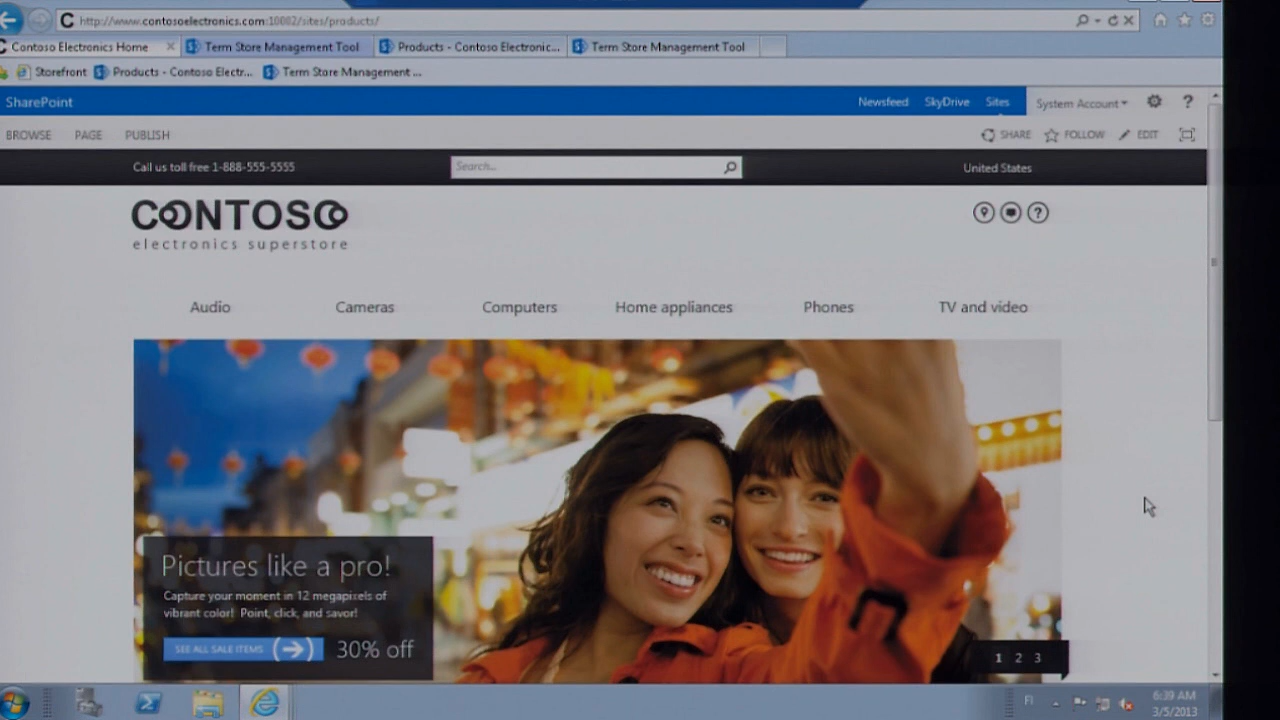 http://www.contosoelectronics.com:10002/sites/products/
Contoso Electronics Home
Term Store Management Tool
Products - Contoso Electronic...
Term Store Management Tool
Storefront
Products - Contoso Electr...
Term Store Management ...
SharePoint
Newsfeed
SkyDrive
Sites
System Account
?
BROWSE
PAGE
PUBLISH
SHARE
FOLLOW
EDIT
Call us toll free 1-888-555-5555
Search...
United States
CONTOSO
electronics superstore
?
Audio
Cameras
Computers
Home appliances
Phones
TV and video
Pictures like a pro!
Capture your moment in 12 megapixels of
vibrant color! Point, click, and savor!
SEE ALL SALE ITEMS
30% off
1 2 3
FI
6:39 AM
3/5/2013